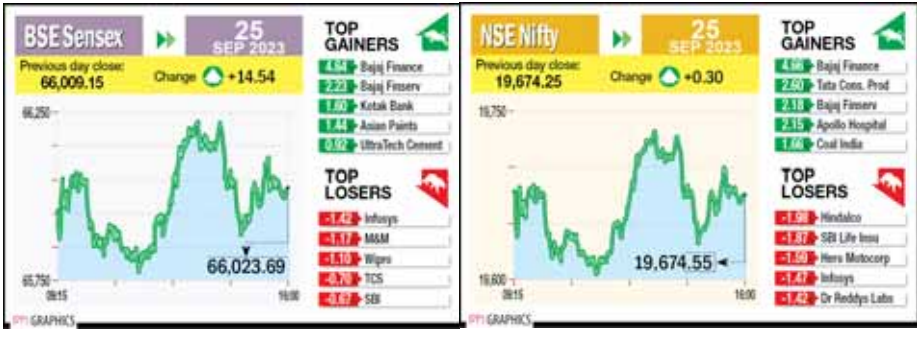 BSE Sensex
25
SEP 2023
Previous day close:
66,009.15
Change +14.54
66,250
65,750
09:15
16:00
66,023.69
TOP
GAINERS
4.64 Bajaj Finance
2.23 Bajaj Finserv
1.60 Kotak Bank
1.44 Asian Paints
0.92 UltraTech Cement
TOP
LOSERS
-1.42 Infosys
-1.17 M&M
-1.10 Wipro
-0.70 TCS
-0.67 SBI
GRAPHICS
NSE Nifty
25
SEP 2023
Previous day close:
19,674.25
Change +0.30
19,750
19,600
09:15
16:00
19,674.55
TOP
GAINERS
4.66 Bajaj Finance
2.60 Tata Cons. Prod
2.18 Bajaj Finserv
2.15 Apollo Hospital
1.66 Coal India
TOP
LOSERS
-1.98 Hindalco
-1.87 SBI Life Insu
Hero Motocorp
-1.47 Infosys
-1.42 Dr Reddys Labs
GRAPHICS